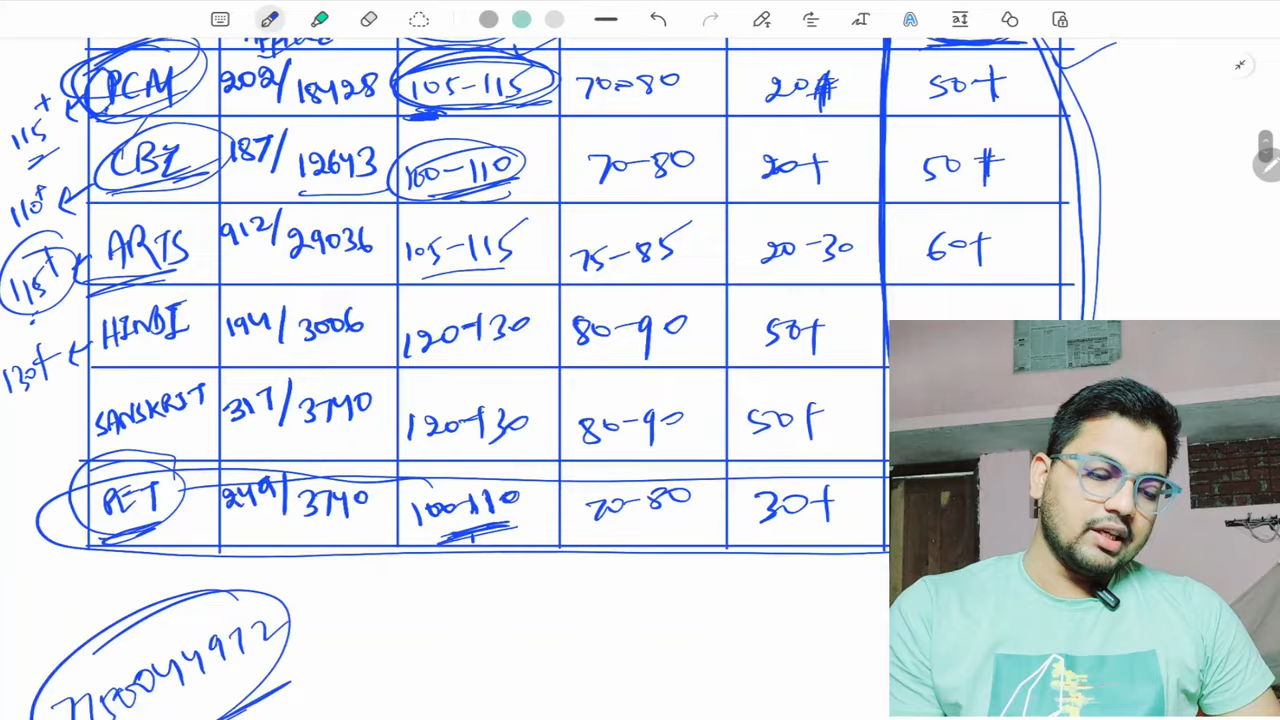 PCM 202/18428 105-115 70-80 20+ 50+
115+
CBZ 187/12643 100-110 70-80 20+ 50+
110+
ARTS 912/29036 105-115 75-85 20-30 60+
115+
HINDI 194/3006 120-130 80-90 50+
130+
SANSKRIT 317/3740 120-130 80-90 50+
PET 249/3740 100-110 70-80 30+